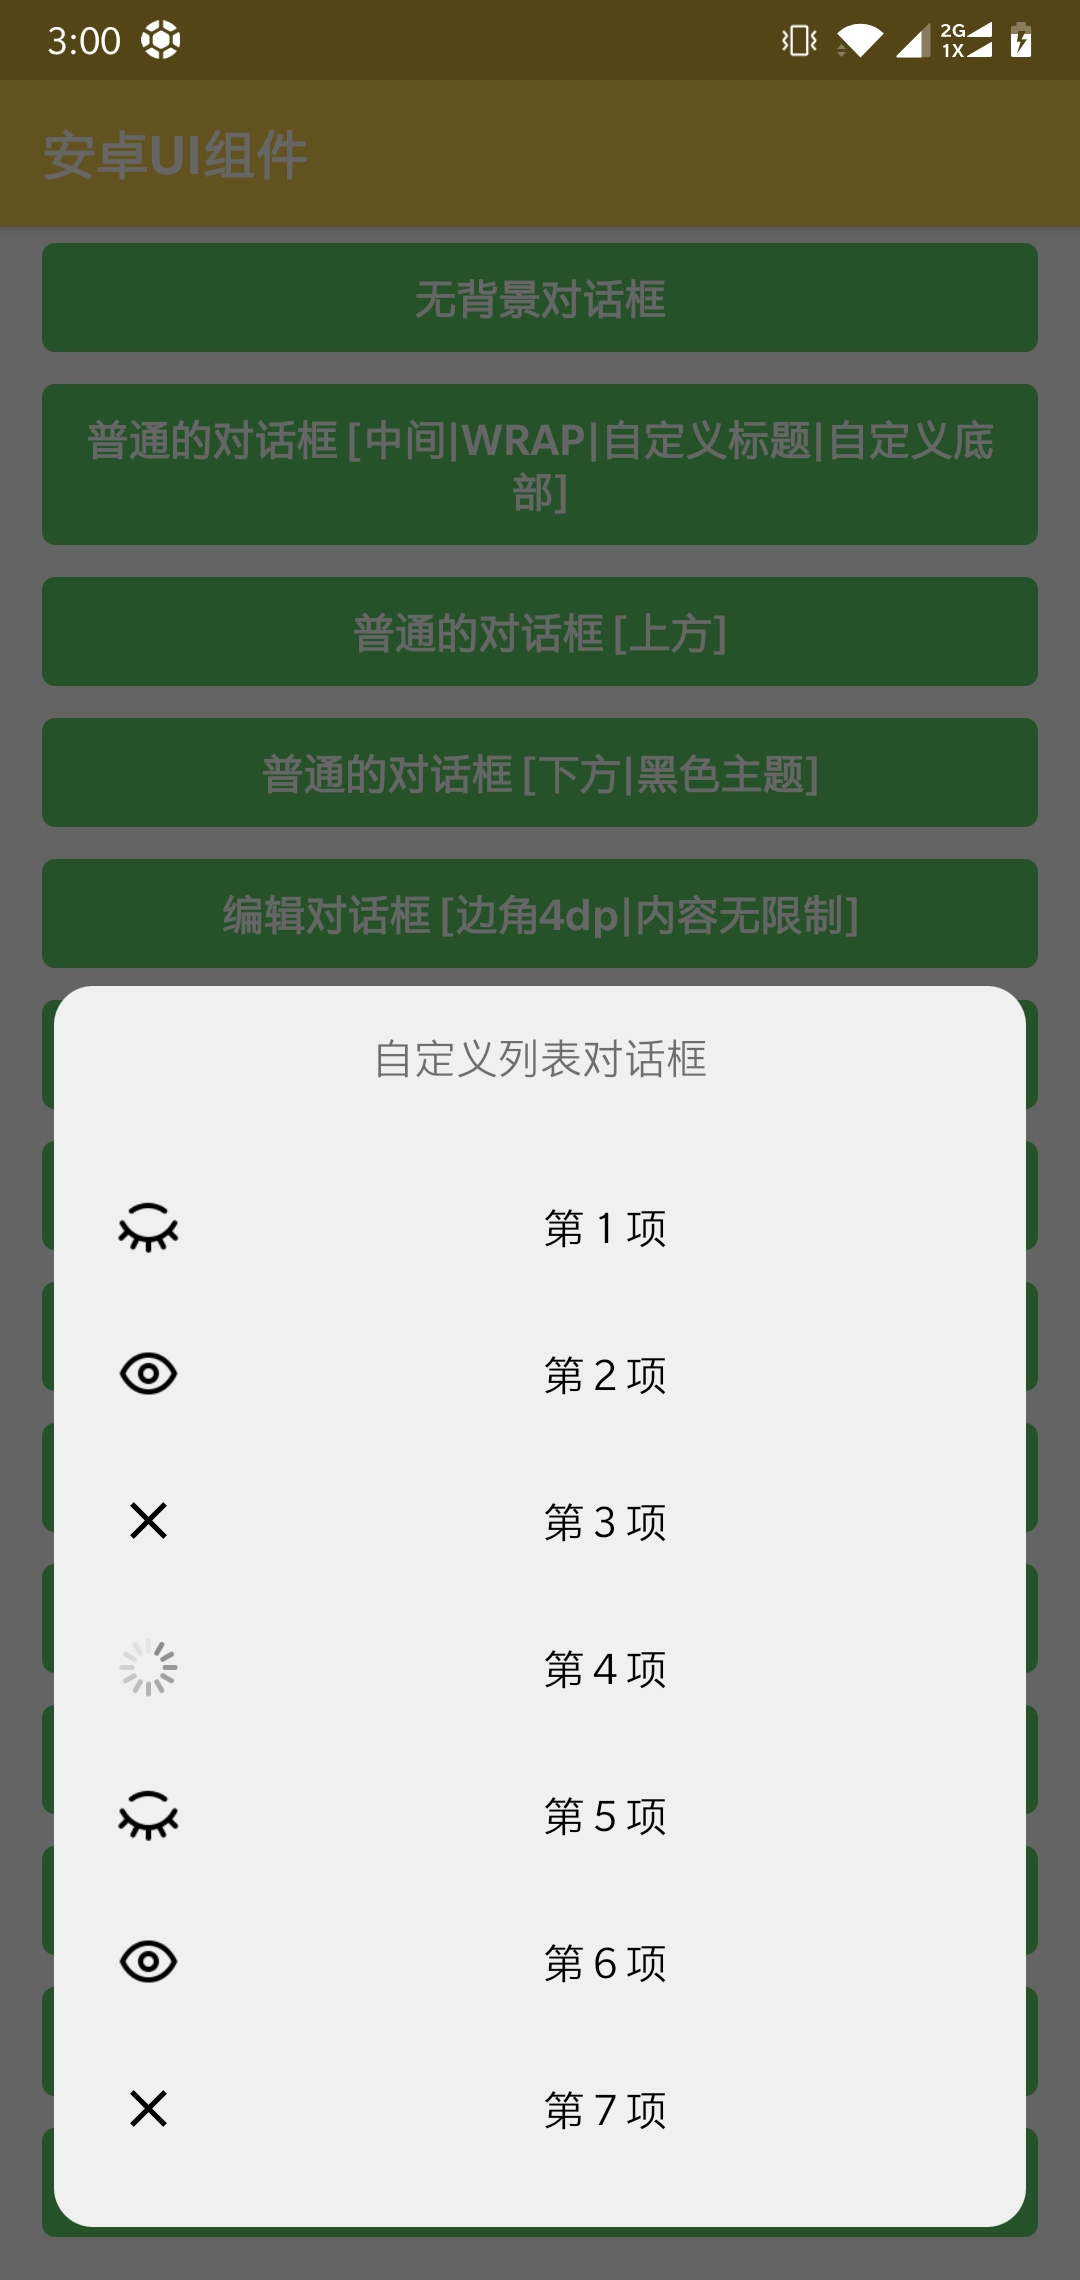 3:00
2G
1X
安卓UI组件
无背景对话框
普通的对话框 [中间|WRAP|自定义标题|自定义底
部]
普通的对话框 [上方]
普通的对话框 [下方|黑色主题]
编辑对话框 [边角4dp|内容无限制]
自定义列表对话框
第 1 项
第 2 项
第 3 项
第 4 项
第 5 项
第 6 项
第 7 项